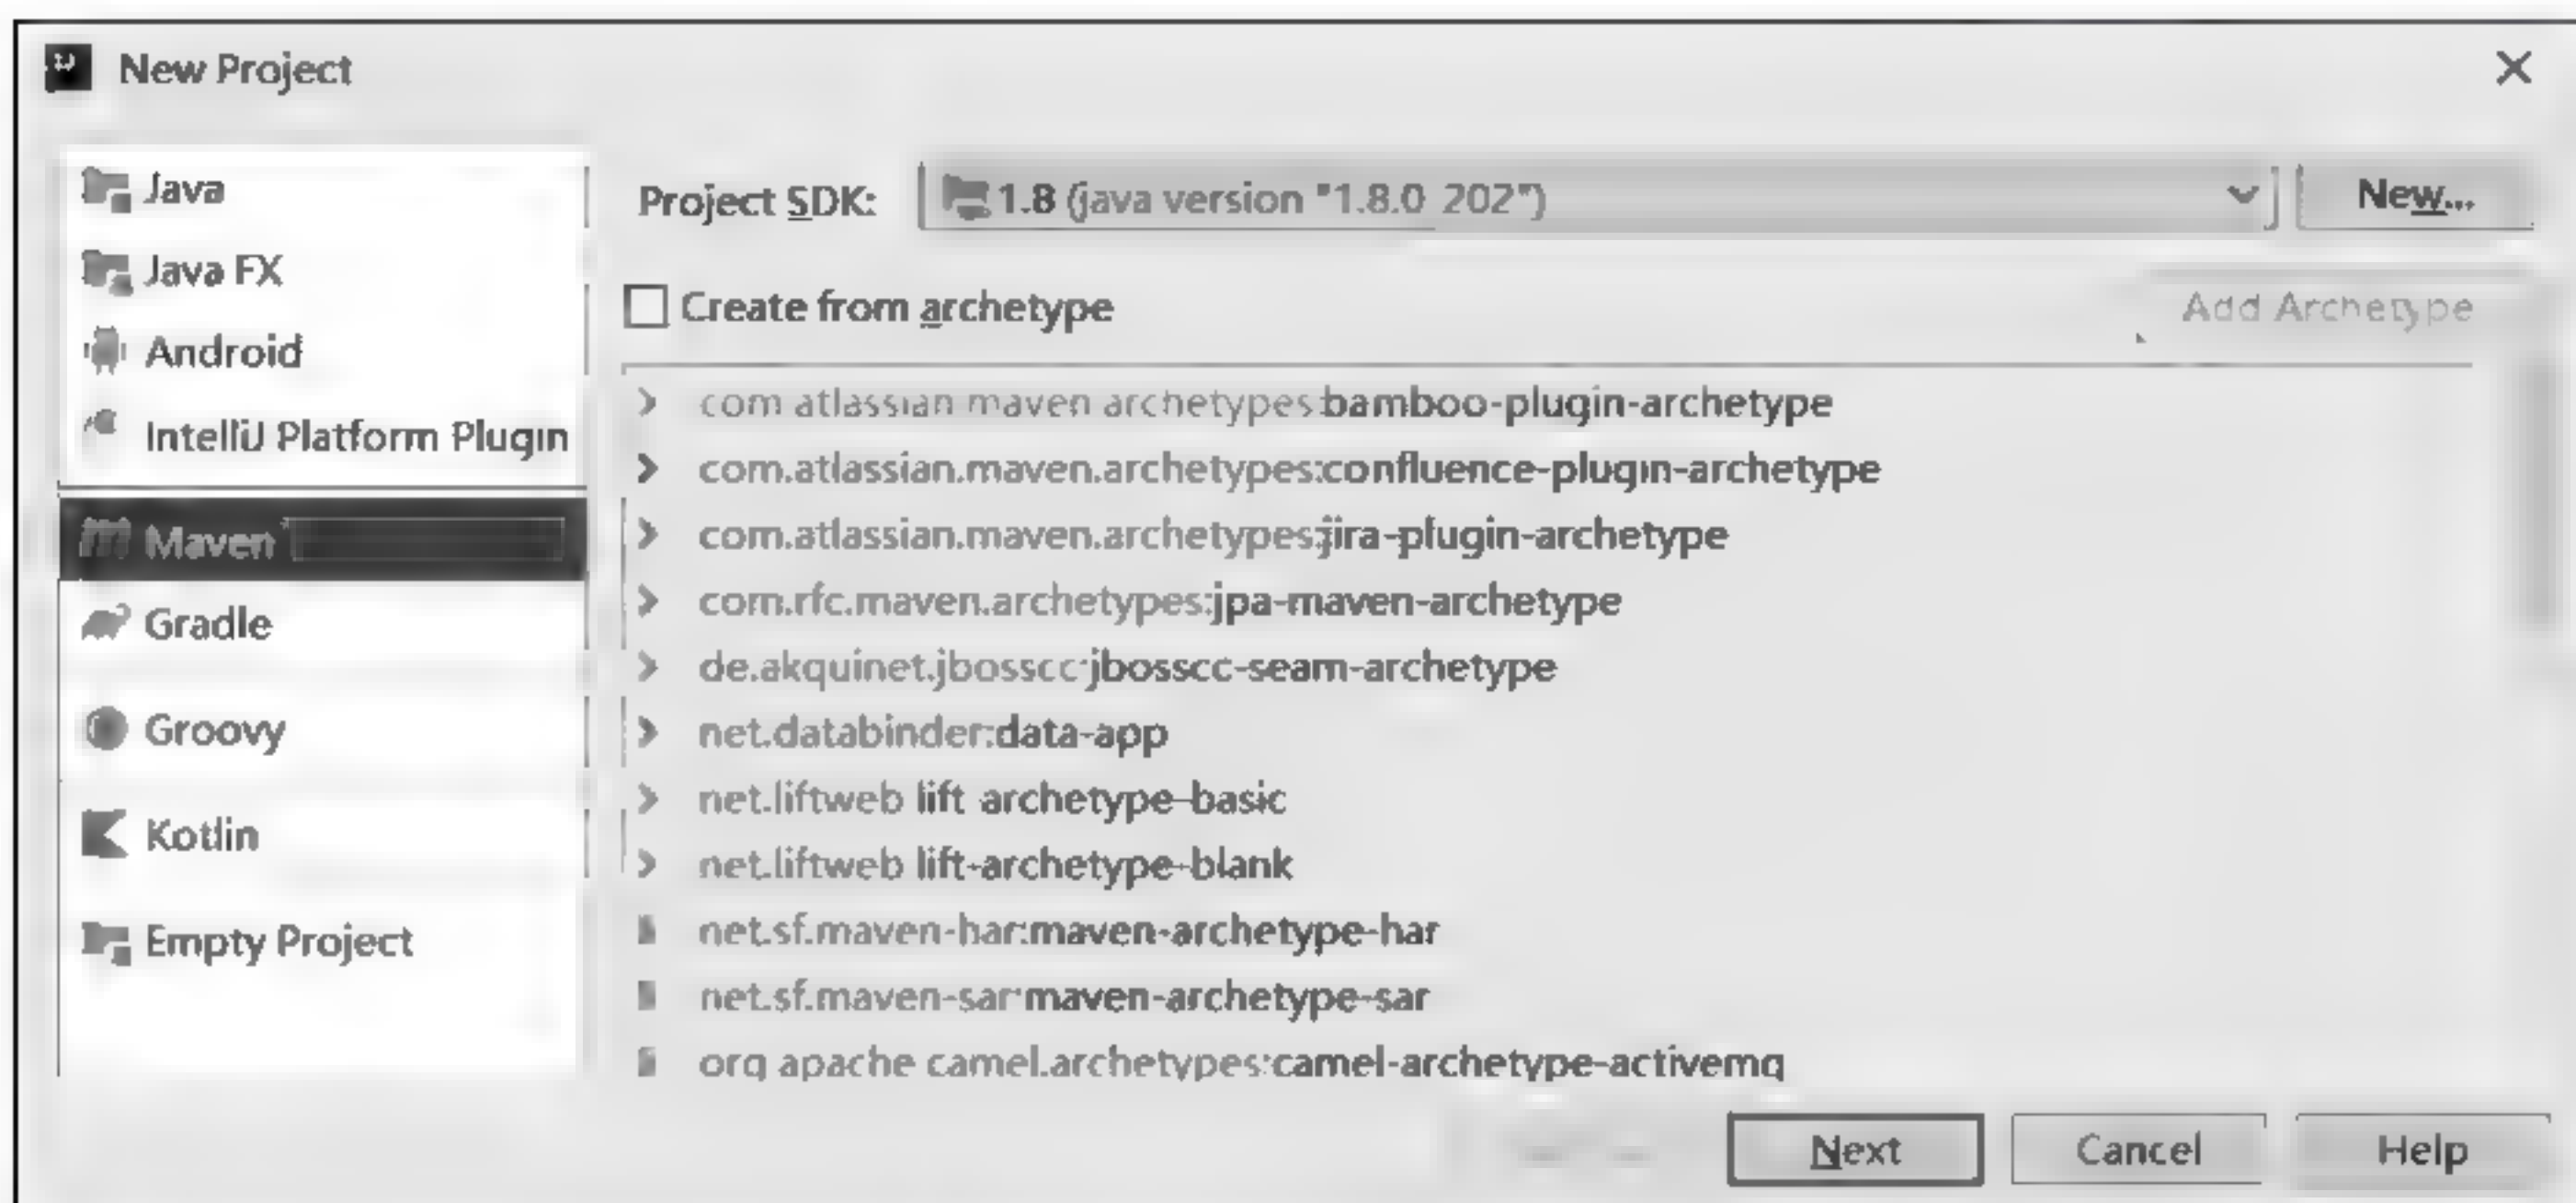 New Project
Java
Java FX
Android
IntelliJ Platform Plugin
Maven
Gradle
Groovy
Kotlin
Empty Project
Project SDK: 1.8 (java version "1.8.0_202") New...
Create from archetype Add Archetype
com.atlassian.maven.archetypes:bamboo-plugin-archetype
com.atlassian.maven.archetypes:confluence-plugin-archetype
com.atlassian.maven.archetypes:jira-plugin-archetype
com.rfc.maven.archetypes:jpa-maven-archetype
de.akquinet.jbosscc:jbosscc-seam-archetype
net.databinder:data-app
net.liftweb:lift-archetype-basic
net.liftweb:lift-archetype-blank
net.sf.maven-har:maven-archetype-har
net.sf.maven-sar:maven-archetype-sar
org.apache.camel.archetypes:camel-archetype-activemq
Next Cancel Help